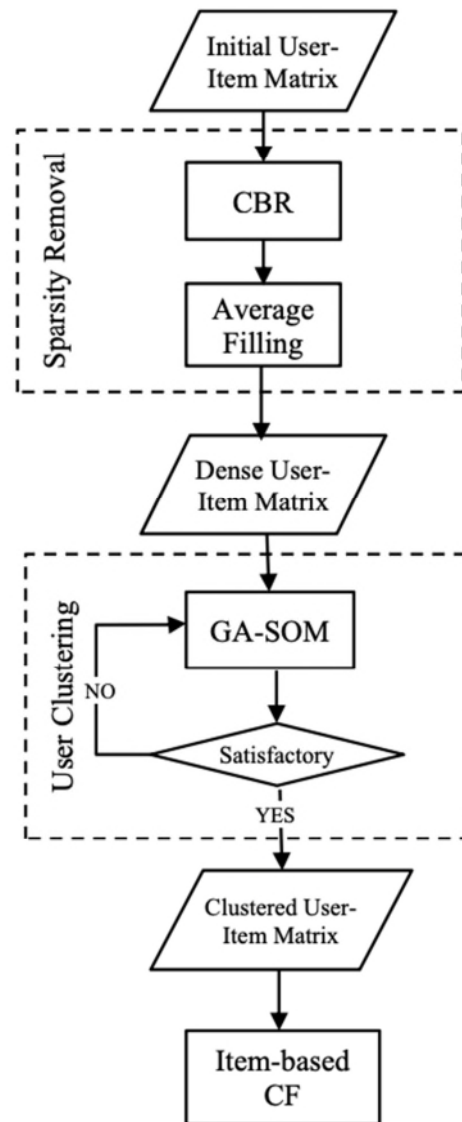 Initial User-
Item Matrix
Sparsity Removal
CBR
Average
Filling
Dense User-
Item Matrix
User Clustering
GA-SOM
NO
Satisfactory
YES
Clustered User-
Item Matrix
Item-based
CF